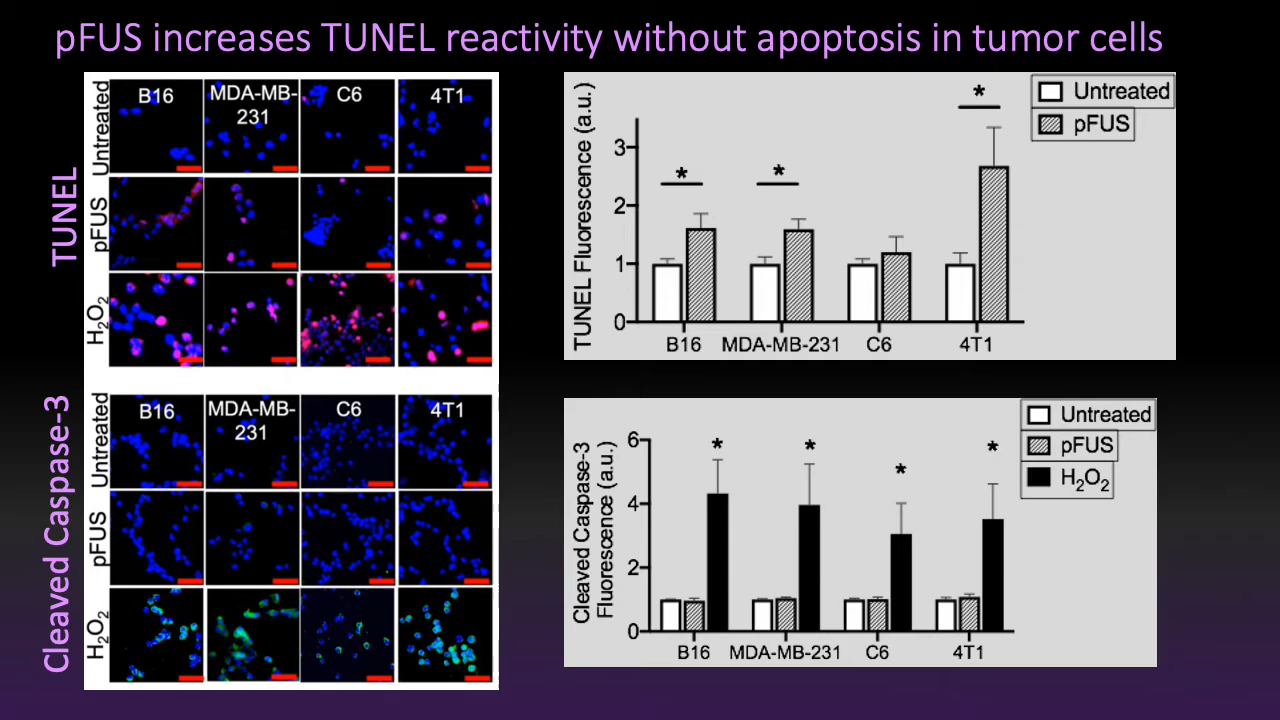 pFUS increases TUNEL reactivity without apoptosis in tumor cells
TUNEL
Untreated
pFUS
H₂O₂
B16
MDA-MB-
231
C6
4T1
Cleaved Caspase-3
Untreated
pFUS
H₂O₂
B16
MDA-MB-
231
C6
4T1
TUNEL Fluorescence (a.u.)
3
2
1
0
*
*
*
B16
MDA-MB-231
C6
4T1
Untreated
pFUS
Cleaved Caspase-3
Fluorescence (a.u.)
6
4
2
0
*
*
*
*
B16
MDA-MB-231
C6
4T1
Untreated
pFUS
H₂O₂